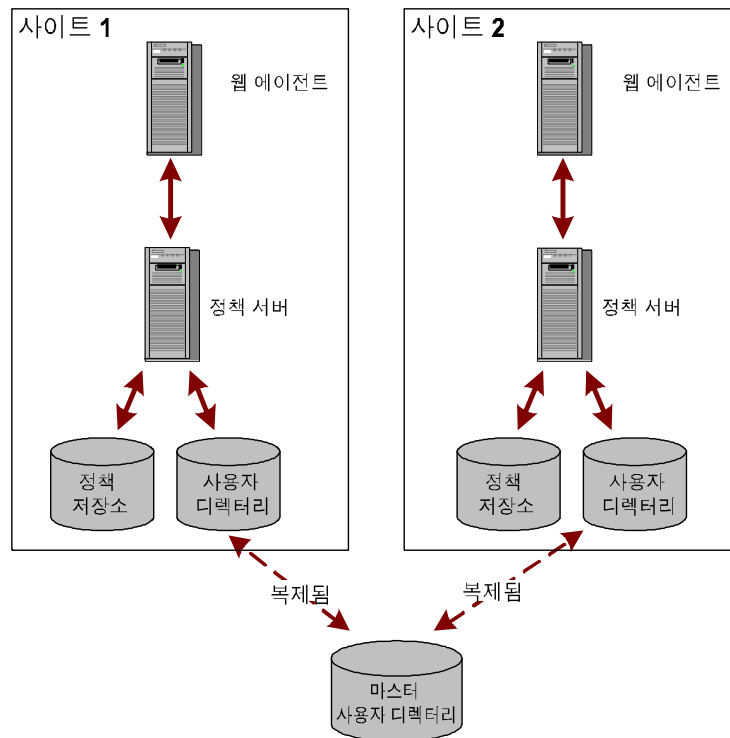 사이트 1
웹 에이전트
정책 서버
정책
저장소
사용자
디렉터리
사이트 2
웹 에이전트
정책 서버
정책
저장소
사용자
디렉터리
복제됨
복제됨
마스터
사용자 디렉터리